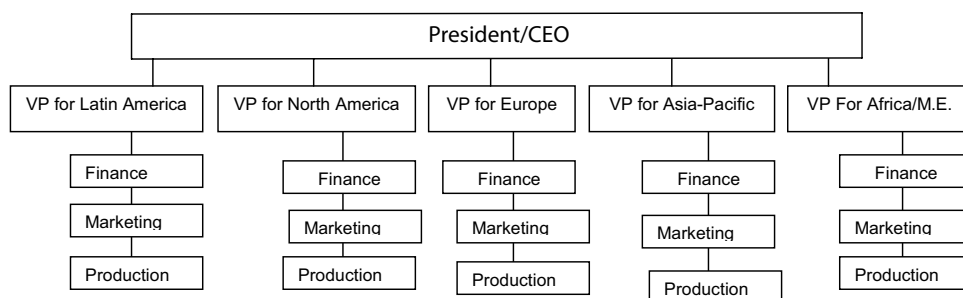 President/CEO
VP for Latin America
VP for North America
VP for Europe
VP for Asia-Pacific
VP For Africa/M.E.
Finance
Finance
Finance
Finance
Finance
Marketing
Marketing
Marketing
Marketing
Marketing
Production
Production
Production
Production
Production